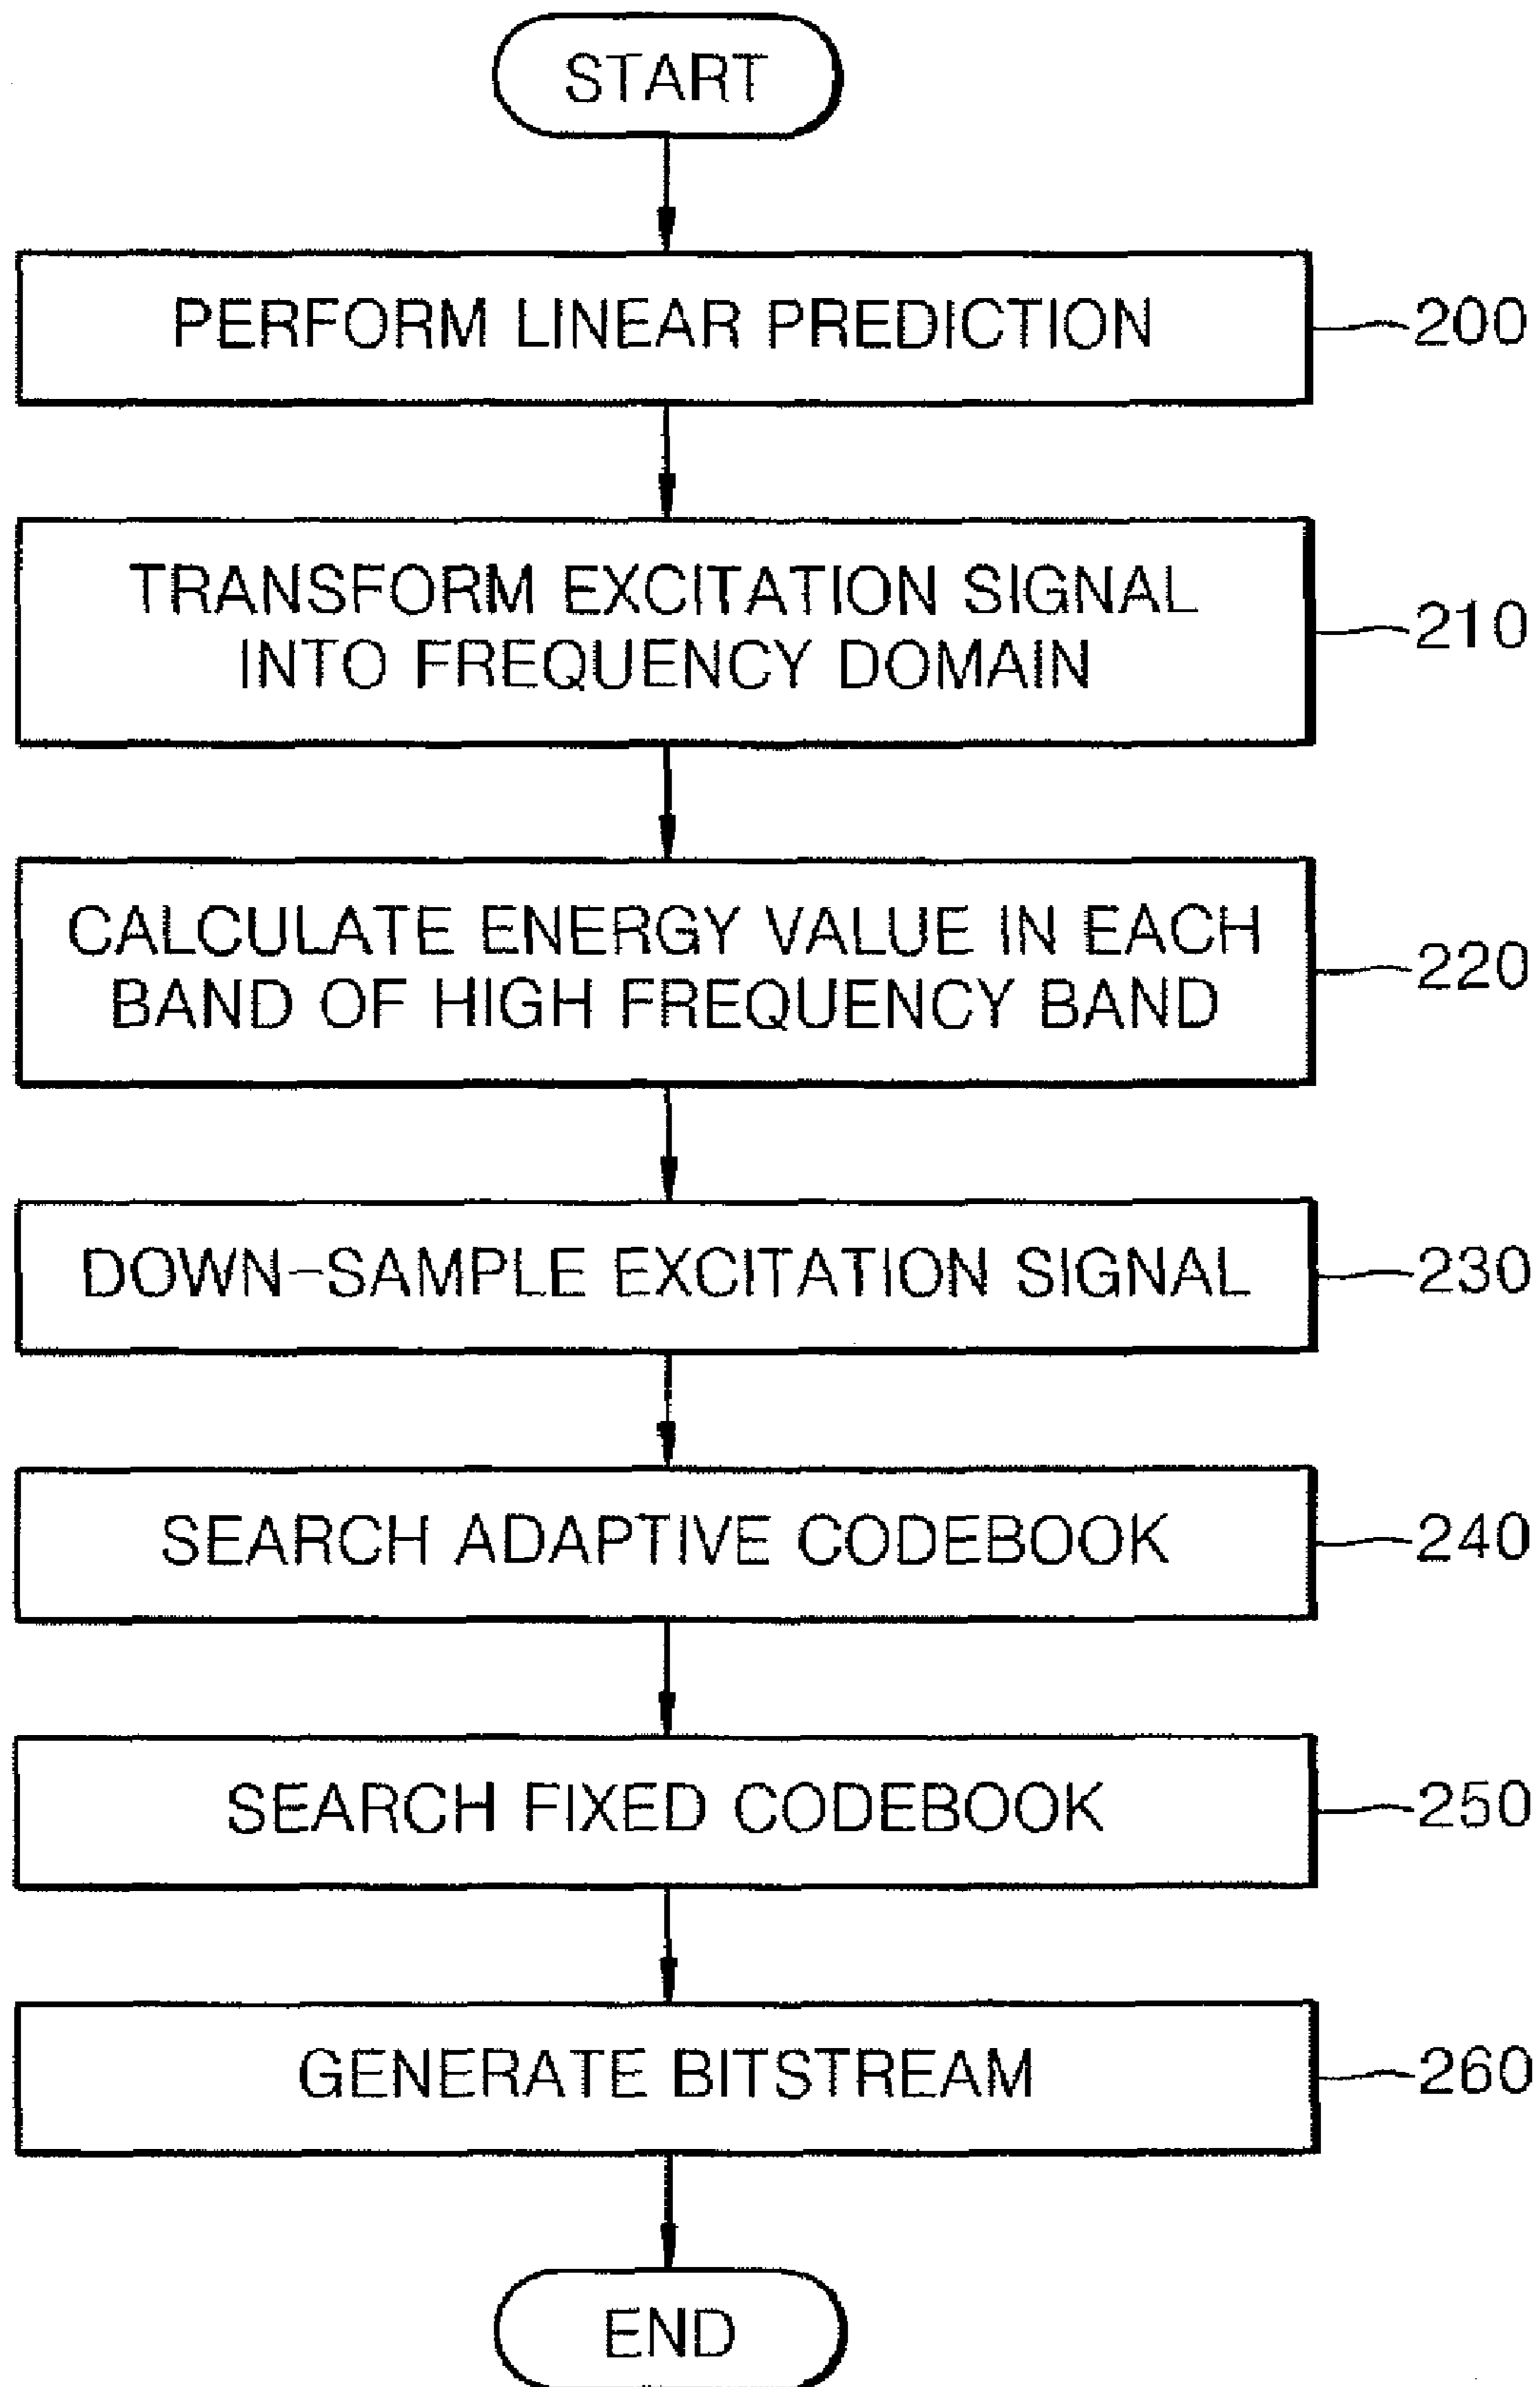 START
PERFORM LINEAR PREDICTION
200
TRANSFORM EXCITATION SIGNAL
INTO FREQUENCY DOMAIN
210
CALCULATE ENERGY VALUE IN EACH
BAND OF HIGH FREQUENCY BAND
220
DOWN-SAMPLE EXCITATION SIGNAL
230
SEARCH ADAPTIVE CODEBOOK
240
SEARCH FIXED CODEBOOK
250
GENERATE BITSTREAM
260
END